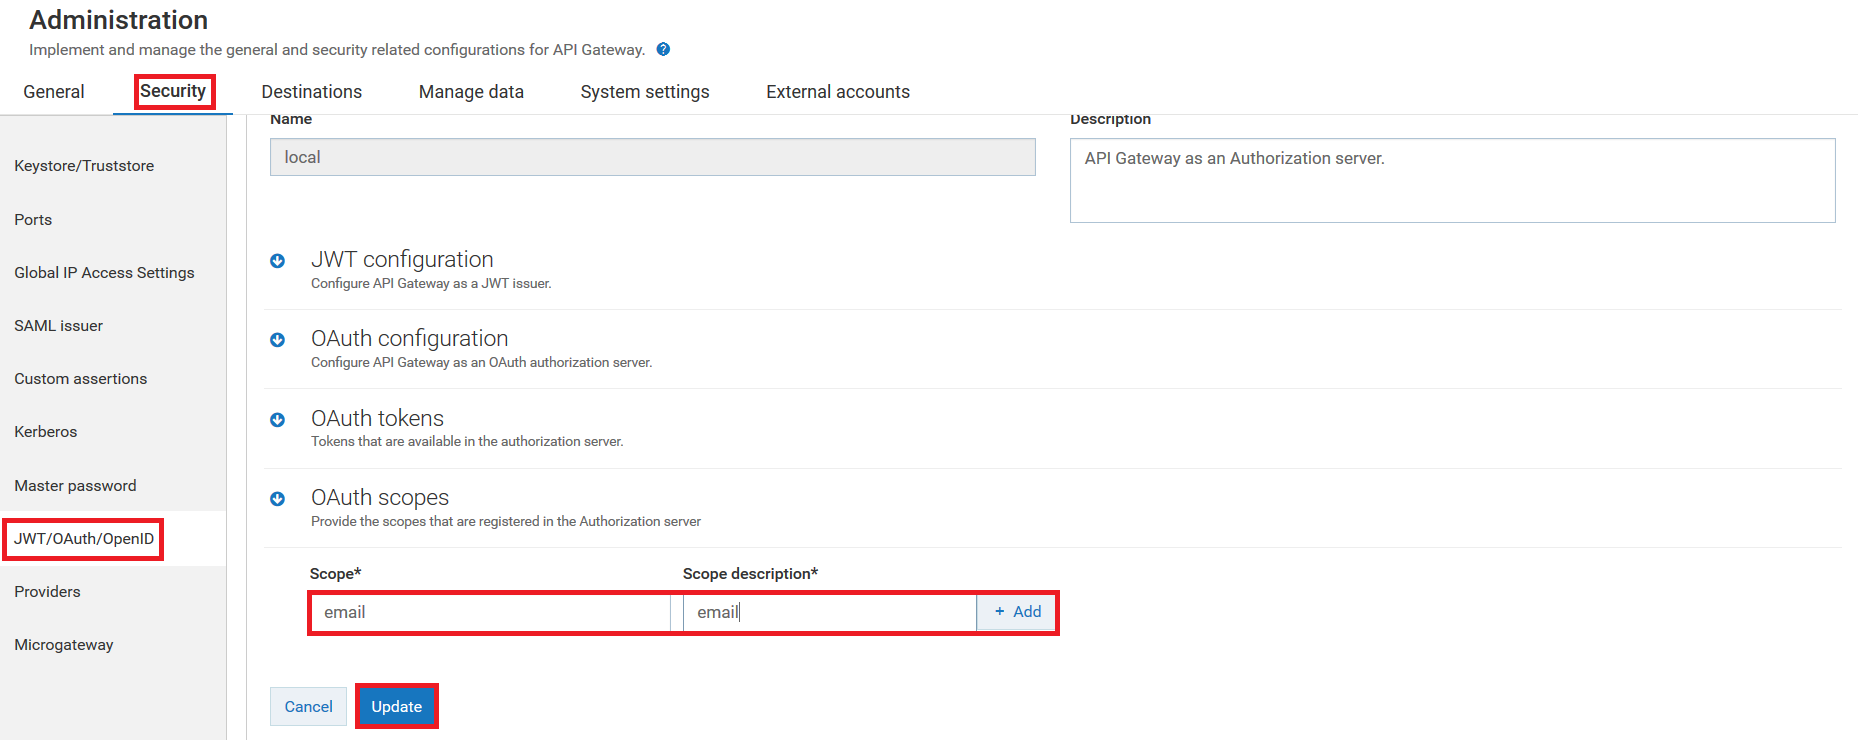 Administration
Implement and manage the general and security related configurations for API Gateway. ?
General Security Destinations Manage data System settings External accounts
Keystore/Truststore
Ports
Global IP Access Settings
SAML issuer
Custom assertions
Kerberos
Master password
JWT/OAuth/OpenID
Providers
Microgateway
Name Description
local API Gateway as an Authorization server.
JWT configuration
Configure API Gateway as a JWT issuer.
OAuth configuration
Configure API Gateway as an OAuth authorization server.
OAuth tokens
Tokens that are available in the authorization server.
OAuth scopes
Provide the scopes that are registered in the Authorization server
Scope* Scope description*
email email + Add
Cancel Update